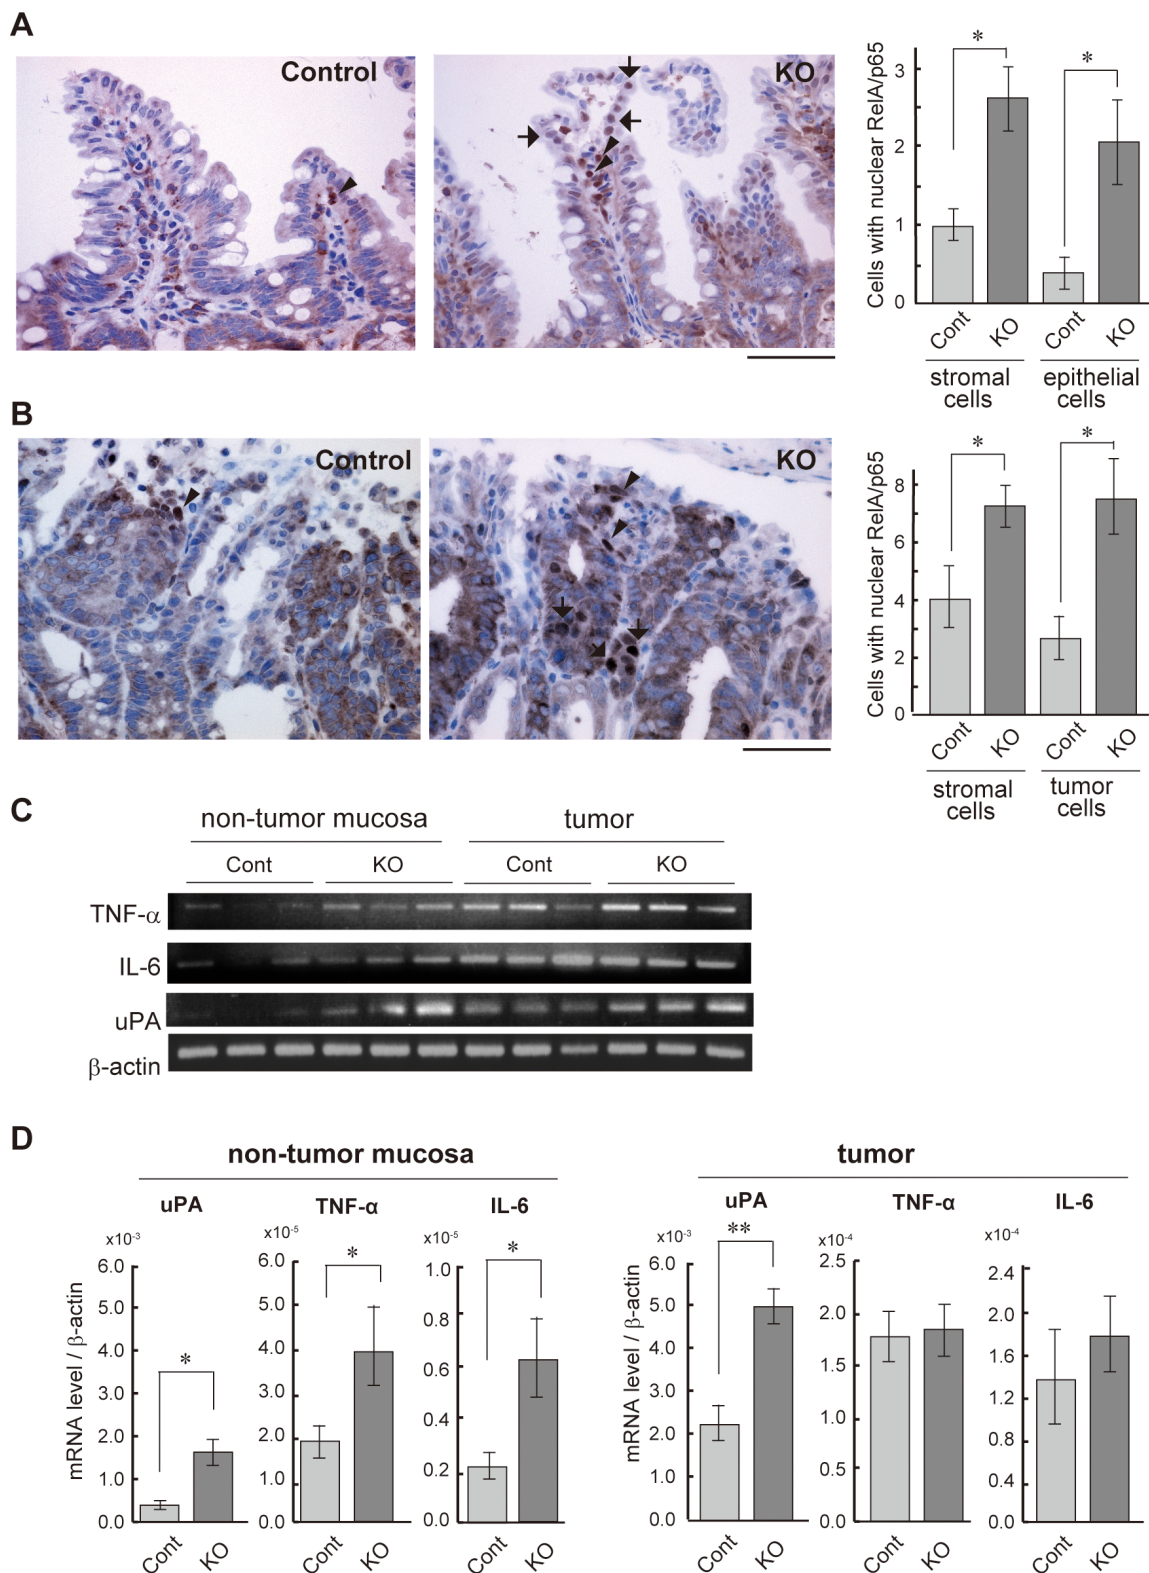 A
Control
KO
Cells with nuclear RelA/p65
3
2
1
0
*
*
Cont
KO
Cont
KO
stromal
cells
epithelial
cells
B
Control
KO
Cells with nuclear RelA/p65
8
6
4
2
0
*
*
Cont
KO
Cont
KO
stromal
cells
tumor
cells
C
non-tumor mucosa
tumor
Cont
KO
Cont
KO
TNF-α
IL-6
uPA
β-actin
D
non-tumor mucosa
tumor
uPA
TNF-α
IL-6
uPA
TNF-α
IL-6
mRNA level / β-actin
x10-3
6.0
5.0
4.0
3.0
2.0
1.0
0.0
*
Cont
KO
x10-5
6.0
5.0
4.0
3.0
2.0
1.0
0.0
*
Cont
KO
x10-5
1.0
0.8
0.6
0.4
0.2
0.0
*
Cont
KO
mRNA level / β-actin
x10-3
6.0
5.0
4.0
3.0
2.0
1.0
0.0
**
Cont
KO
x10-4
2.5
2.0
1.5
1.0
0.5
0.0
Cont
KO
x10-4
2.4
2.0
1.6
1.2
0.8
0.4
0.0
Cont
KO